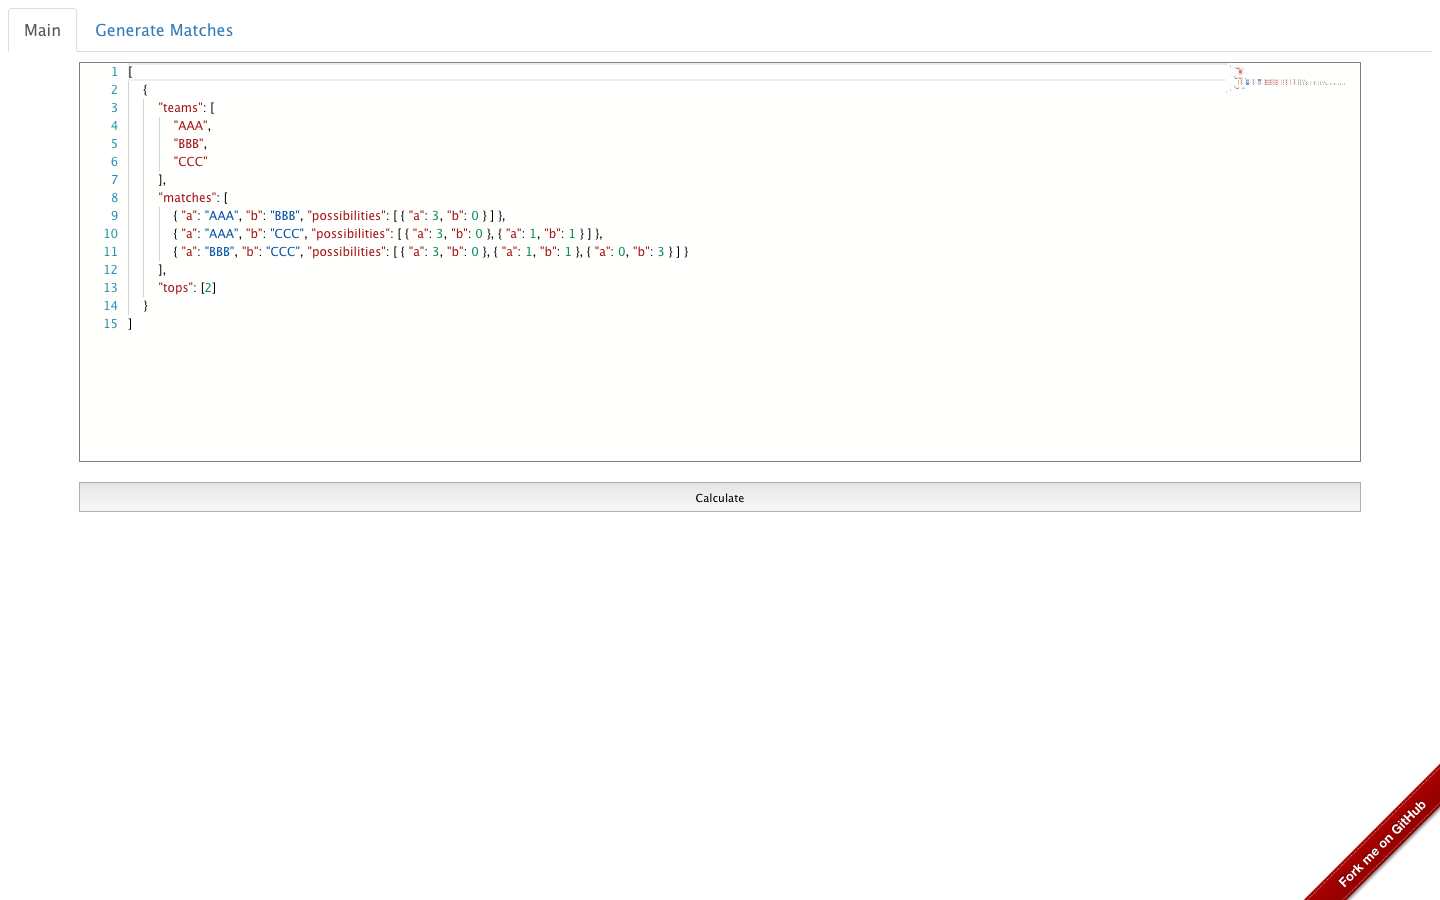 Main Generate Matches
1 [
2 {
3 "teams": [
4 "AAA",
5 "BBB",
6 "CCC"
7 ],
8 "matches": [
9 { "a": "AAA", "b": "BBB", "possibilities": [ { "a": 3, "b": 0 } ] },
10 { "a": "AAA", "b": "CCC", "possibilities": [ { "a": 3, "b": 0 }, { "a": 1, "b": 1 } ] },
11 { "a": "BBB", "b": "CCC", "possibilities": [ { "a": 3, "b": 0 }, { "a": 1, "b": 1 }, { "a": 0, "b": 3 } ] }
12 ],
13 "tops": [2]
14 }
15 ]
Calculate
Fork me on GitHub